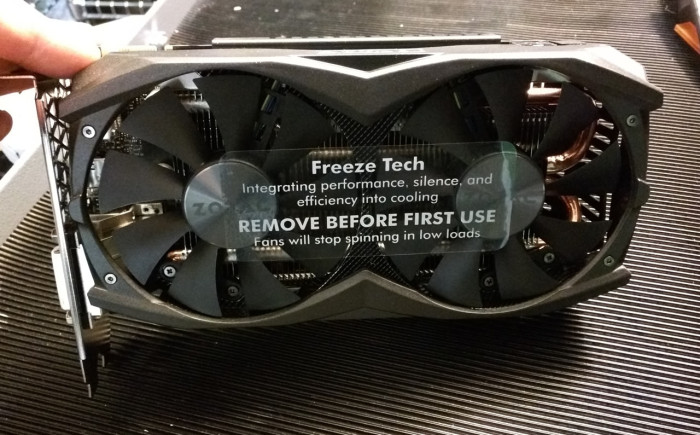 Freeze Tech
Integrating performance, silence, and
efficiency into cooling
REMOVE BEFORE FIRST USE
Fans will stop spinning in low loads